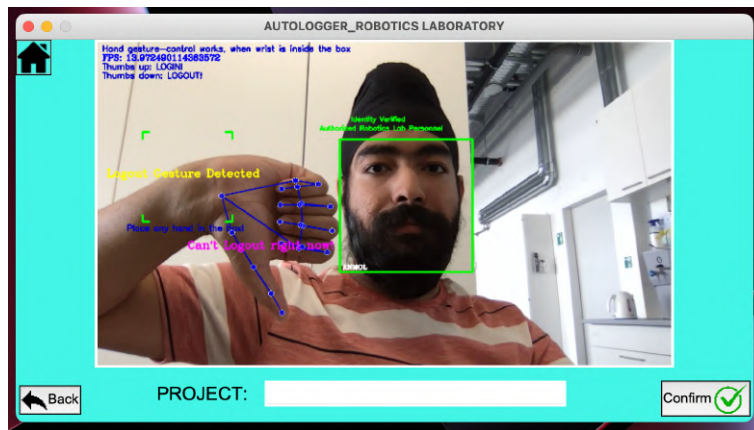 AUTOLOGGER_ROBOTICS LABORATORY
Hand gesture-control works, when wrist is inside the box
FPS: 13.972490114363572
Thumbs up: LOGIN!
Thumbs down: LOGOUT!
Identity Verified
Authorized Robotics Lab Personnel
Logout Gesture Detected
Place any hand in the
Can't Logout right now!
PROJECT:
Back
Confirm